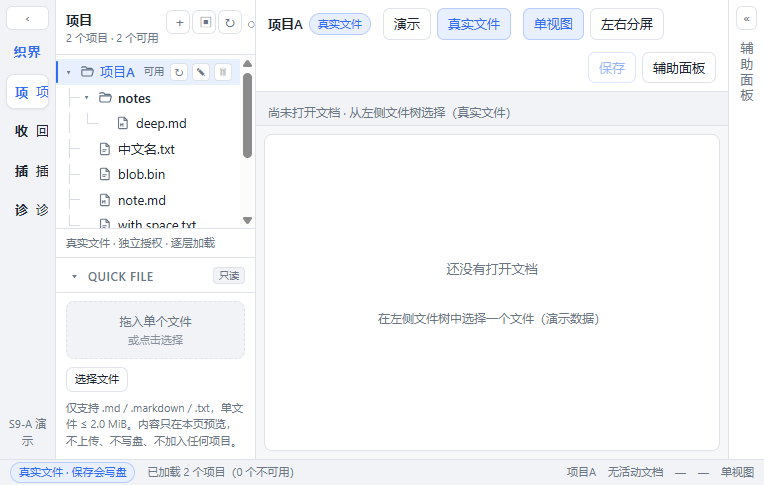 ‹
织界
项 项
收 回
插 插
诊 诊
S9-A 演
示
项目
2 个项目 · 2 个可用
+ ▣ ↻
▾ 项目A 可用 ↻
▾ notes
deep.md
中文名.txt
blob.bin
note.md
with space.txt
真实文件 · 独立授权 · 逐层加载
▾ QUICK FILE 只读
拖入单个文件
或点击选择
选择文件
仅支持 .md / .markdown / .txt，单文
件 ≤ 2.0 MiB。内容只在本页预览，
不上传、不写盘、不加入任何项目。
项目A 真实文件 演示 真实文件 单视图 左右分屏
保存 辅助面板
尚未打开文档 · 从左侧文件树选择（真实文件）
还没有打开文档
在左侧文件树中选择一个文件（演示数据）
«
辅助面板
真实文件 · 保存会写盘 已加载 2 个项目（0 个不可用） 项目A 无活动文档 — — 单视图